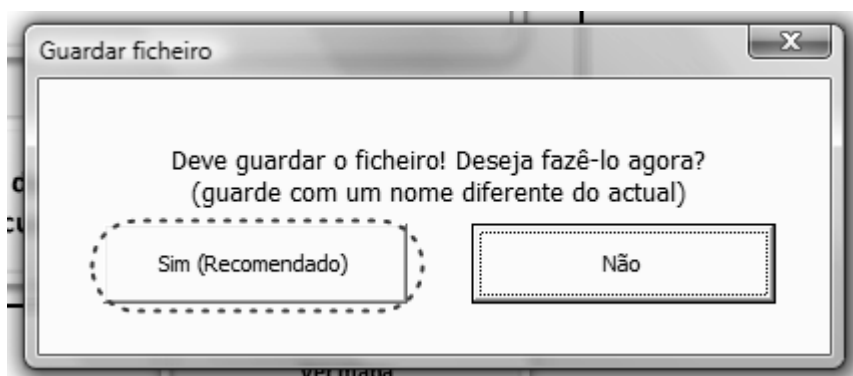 Guardar ficheiro
Deve guardar o ficheiro! Deseja fazê-lo agora?
(guarde com um nome diferente do actual)
Sim (Recomendado)
Não